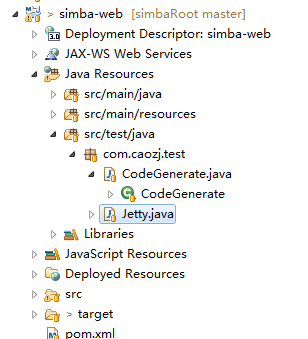 > simba-web [simbaRoot master]
Deployment Descriptor: simba-web
JAX-WS Web Services
Java Resources
src/main/java
src/main/resources
src/test/java
com.caozj.test
CodeGenerate.java
CodeGenerate
Jetty.java
Libraries
JavaScript Resources
Deployed Resources
src
> target
pom.xml